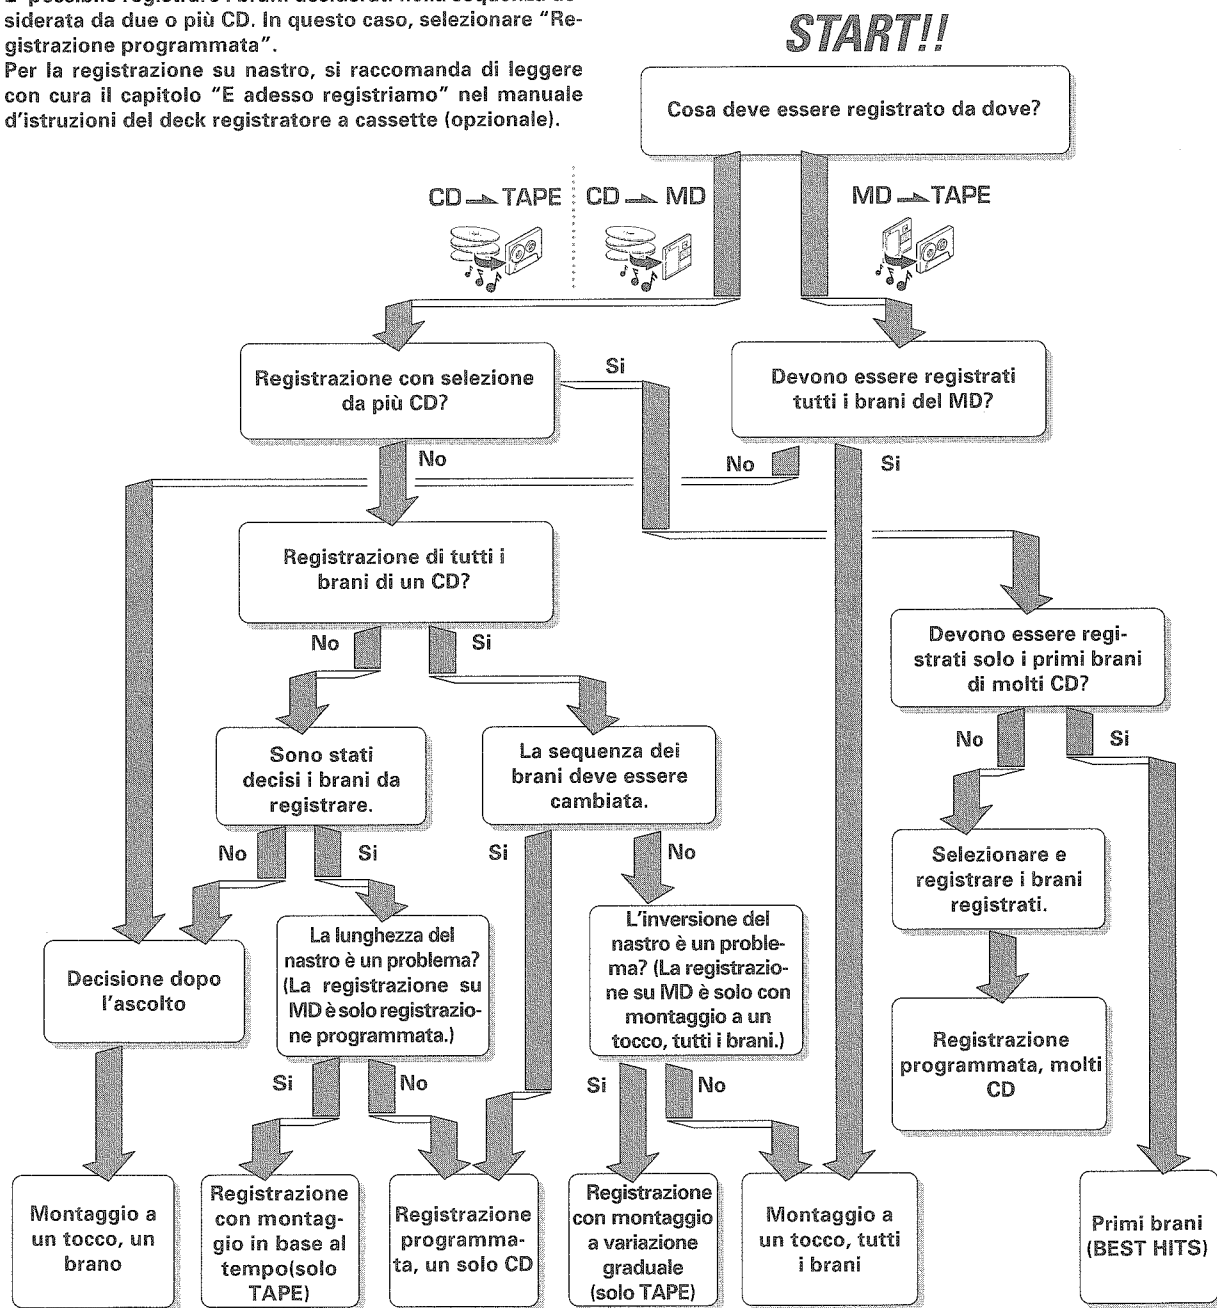 siderata da due o più CD. In questo caso, selezionare “Re-
gistrazione programmata”.
Per la registrazione su nastro, si raccomanda di leggere
con cura il capitolo “E adesso registriamo” nel manuale
d’istruzioni del deck registratore a cassette (opzionale).
START!!
Cosa deve essere registrato da dove?
CD → TAPE
CD → MD
MD → TAPE
Registrazione con selezione
da più CD?
Si
Devono essere registrati
tutti i brani del MD?
No
No
Si
Registrazione di tutti i
brani di un CD?
No
Si
Devono essere regi-
strati solo i primi brani
di molti CD?
No
Si
Sono stati
decisi i brani da
registrare.
La sequenza dei
brani deve essere
cambiata.
No
Si
Si
No
Selezionare e
registrare i brani
registrati.
Decisione dopo
l’ascolto
La lunghezza del
nastro è un problema?
(La registrazione su
MD è solo registrazio-
ne programmata.)
L’inversione del
nastro è un proble-
ma? (La registrazio-
ne su MD è solo con
montaggio a un
tocco, tutti i brani.)
Registrazione
programmata, molti
CD
Si
No
Si
No
Montaggio a
un tocco, un
brano
Registrazione
con montag-
gio in base al
tempo(solo
TAPE)
Registrazione
programma-
ta, un solo CD
Registrazione
con montaggio
a variazione
graduale
(solo TAPE)
Montaggio a
un tocco, tutti
i brani
Primi brani
(BEST HITS)